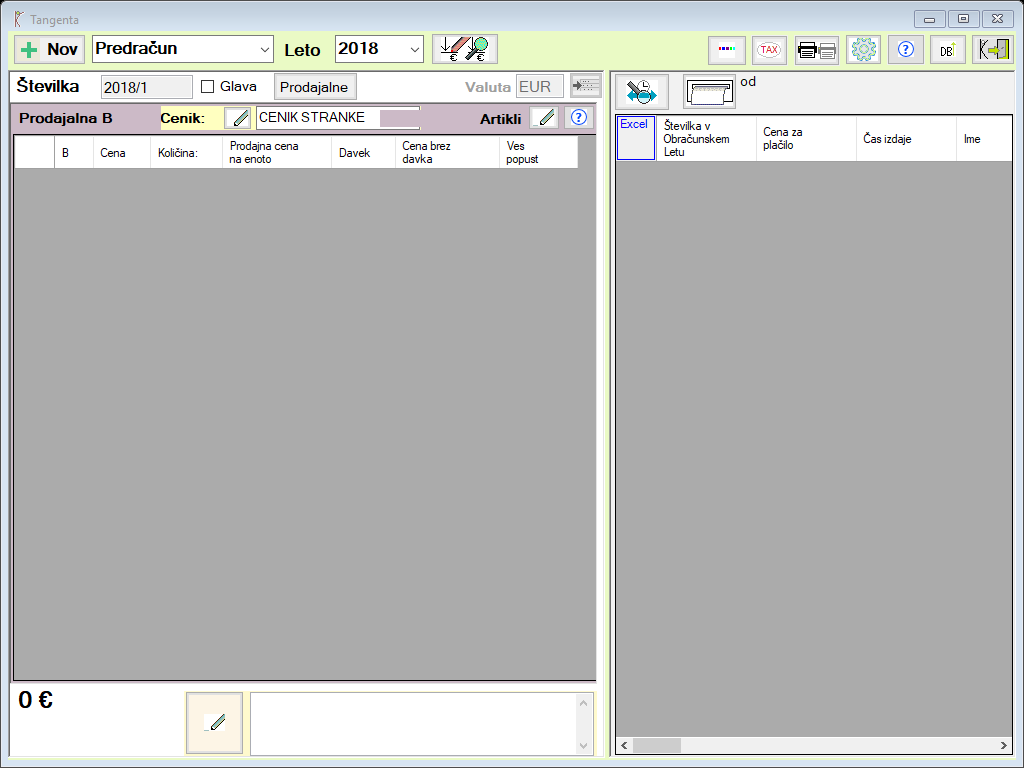 Tangenta
Nov
Predračun
Leto
2018
TAX
?
DB
Številka
2018/1
Glava
Prodajalne
Valuta
EUR
od
Prodajalna B
Cenik:
CENIK STRANKE
Artikli
?
B
Cena
Količina:
Prodajna cena
na enoto
Davek
Cena brez
davka
Ves
popust
Excel
Številka v
Obračunskem
Letu
Cena za
plačilo
Čas izdaje
Ime
0 €